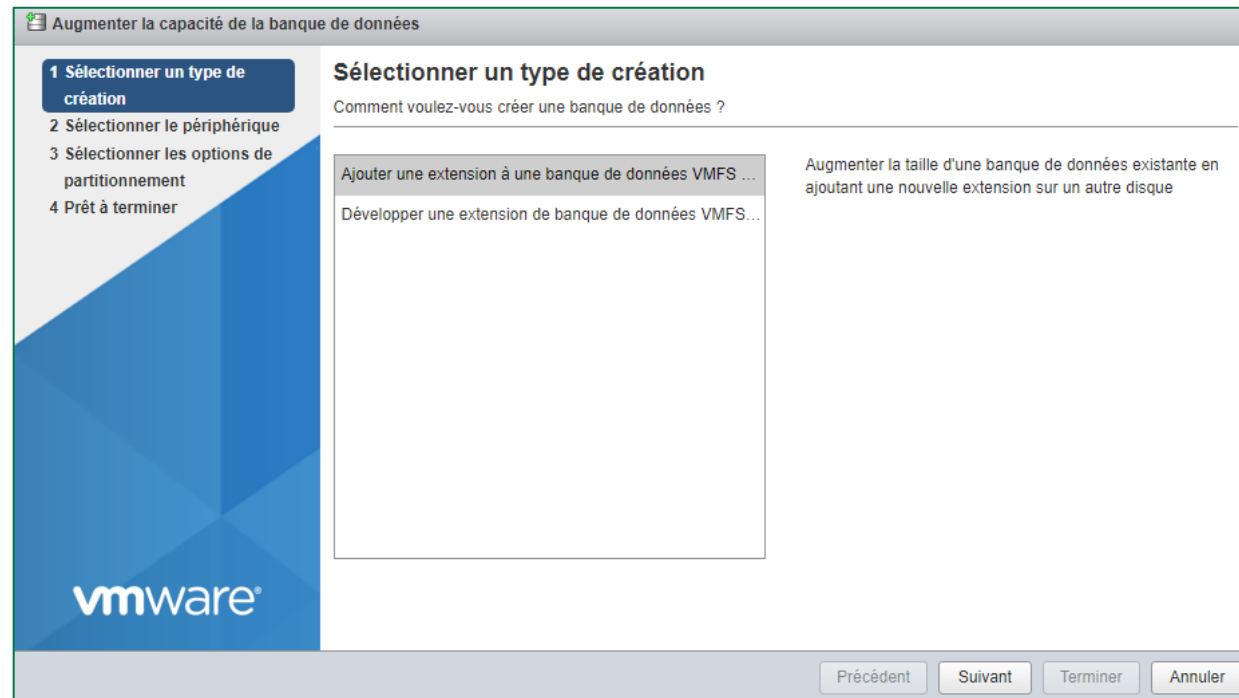 Augmenter la capacité de la banque de données
1 Sélectionner un type de
création
2 Sélectionner le périphérique
3 Sélectionner les options de
partitionnement
4 Prêt à terminer
Sélectionner un type de création
Comment voulez-vous créer une banque de données ?
Ajouter une extension à une banque de données VMFS ...
Développer une extension de banque de données VMFS...
Augmenter la taille d'une banque de données existante en
ajoutant une nouvelle extension sur un autre disque
vmware®
Précédent
Suivant
Terminer
Annuler